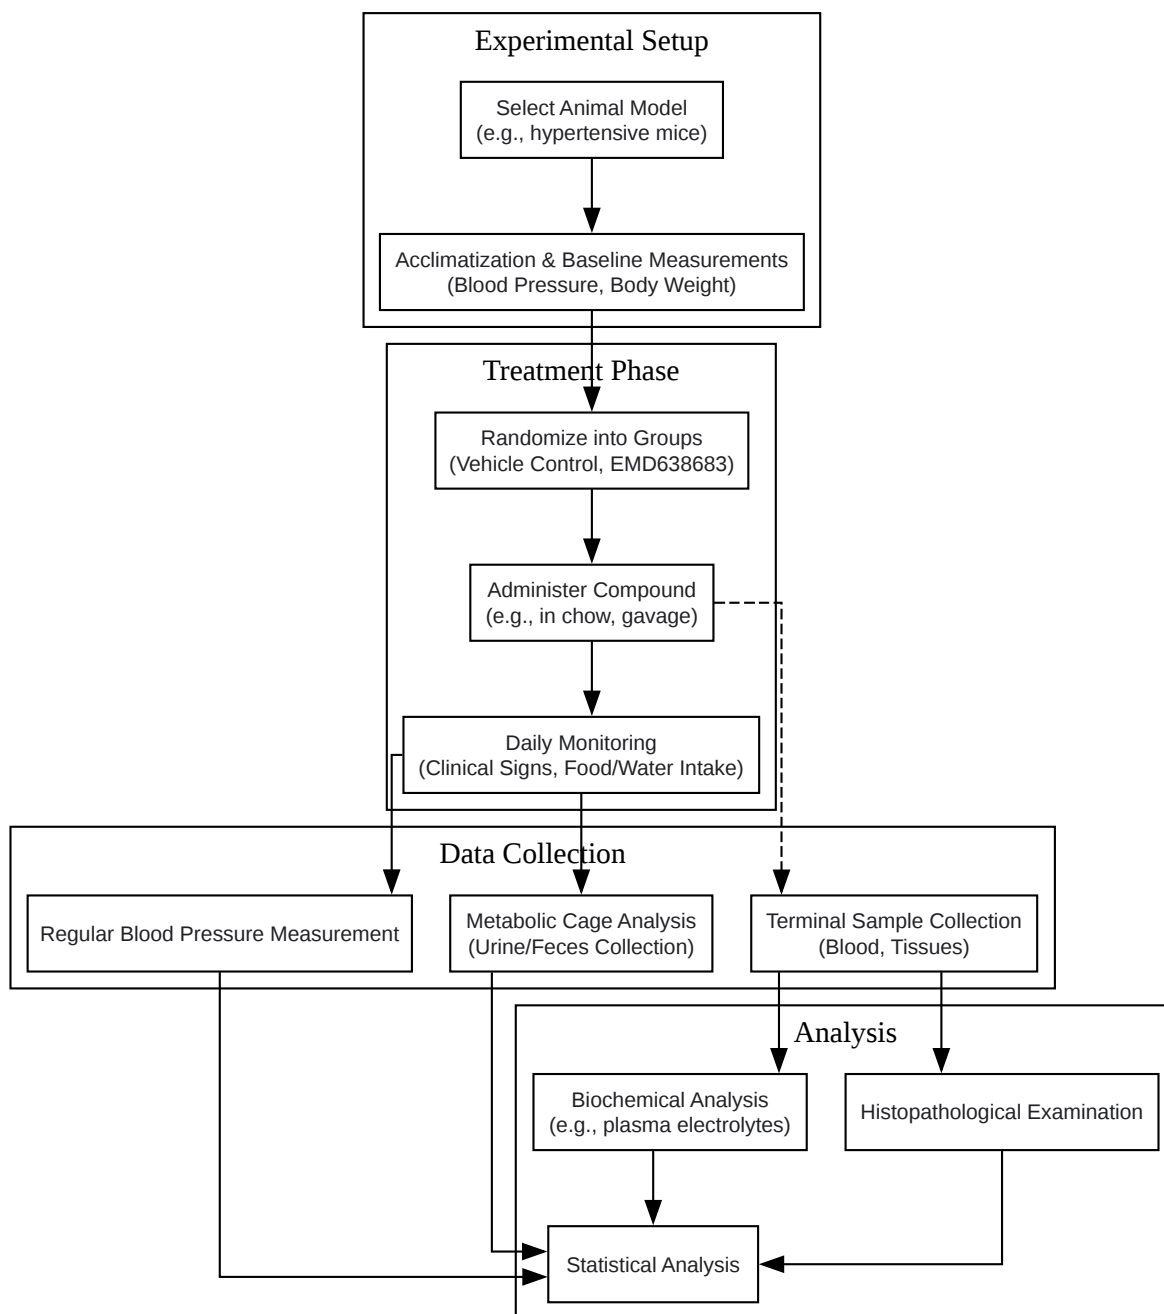 Experimental Setup
Select Animal Model
(e.g., hypertensive mice)
Acclimatization & Baseline Measurements
(Blood Pressure, Body Weight)
Treatment Phase
Randomize into Groups
(Vehicle Control, EMD638683)
Administer Compound
(e.g., in chow, gavage)
Daily Monitoring
(Clinical Signs, Food/Water Intake)
Data Collection
Regular Blood Pressure Measurement
Metabolic Cage Analysis
(Urine/Feces Collection)
Terminal Sample Collection
(Blood, Tissues)
Analysis
Biochemical Analysis
(e.g., plasma electrolytes)
Histopathological Examination
Statistical Analysis